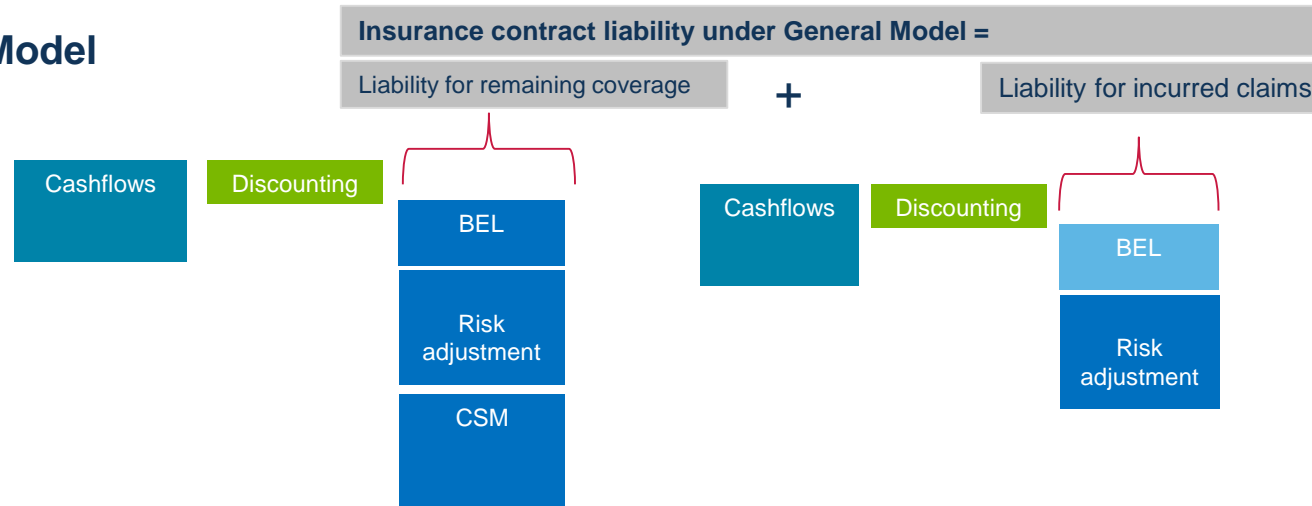 Model
Insurance contract liability under General Model =
Liability for remaining coverage
+
Liability for incurred claims
Cashflows
Discounting
BEL
Risk
adjustment
CSM
Cashflows
Discounting
BEL
Risk
adjustment